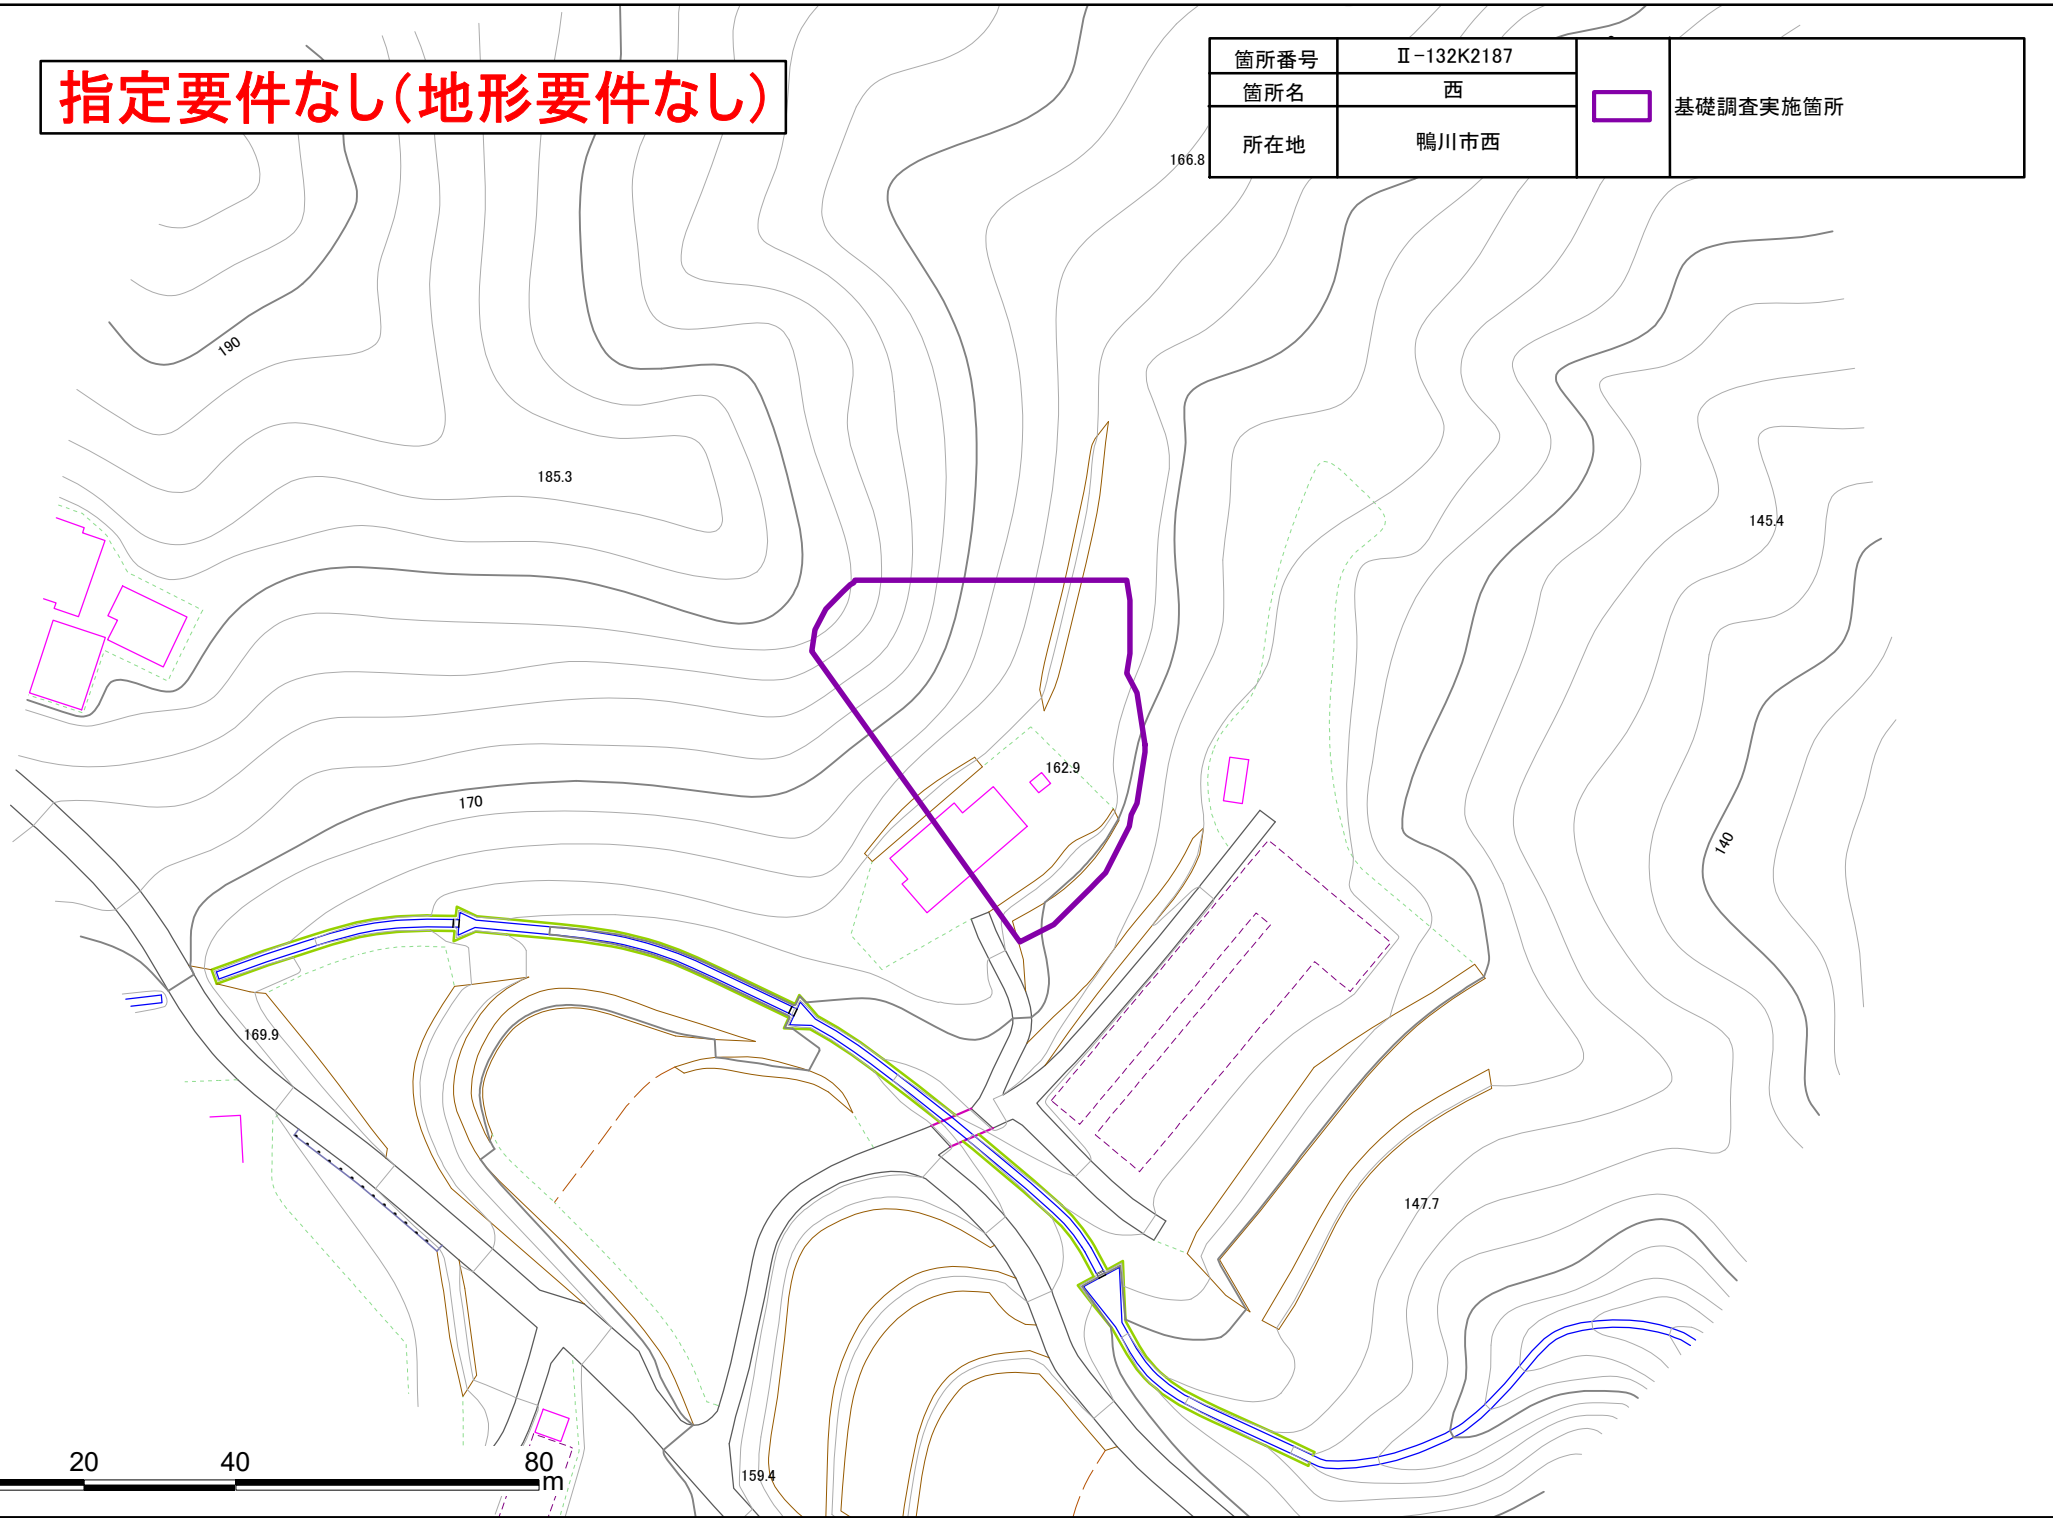 指定要件なし(地形要件なし)
箇所番号 Ⅱ-132K2187
箇所名 西
所在地 鴨川市西
基礎調査実施箇所
166.8
190
185.3
145.4
162.9
170
140
169.9
147.7
159.4
20 40 80
m